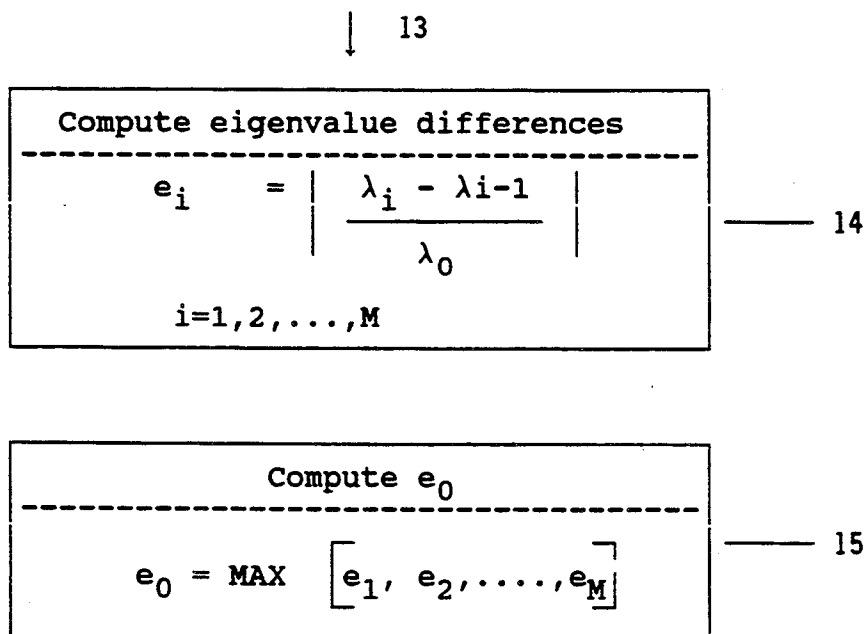 13
Compute eigenvalue differences
e_i = | (λ_i - λi-1) / λ_0 |
14
i=1,2,...,M
Compute e_0
e_0 = MAX [e_1, e_2,....,e_M]
15